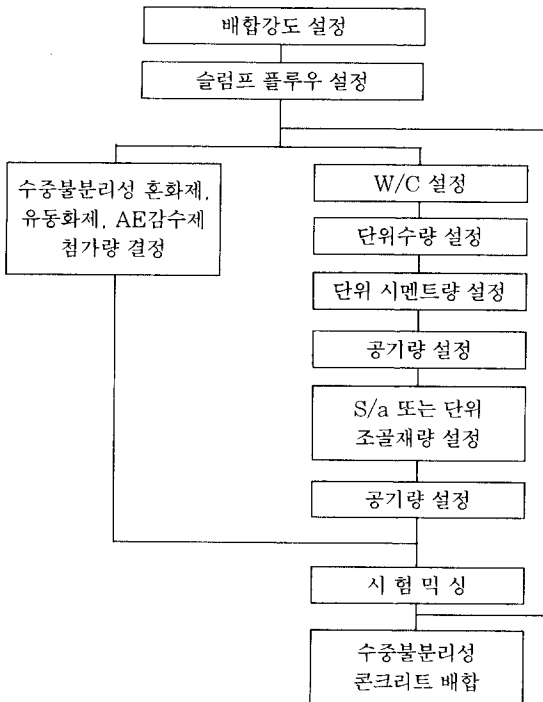 배합강도 설정
슬럼프 플루우 설정
수중불분리성 혼화제,
유동화제, AE감수제
첨가량 결정
W/C 설정
단위수량 설정
단위 시멘트량 설정
공기량 설정
S/a 또는 단위
조골재량 설정
공기량 설정
시 험 믹 싱
수중불분리성
콘크리트 배합